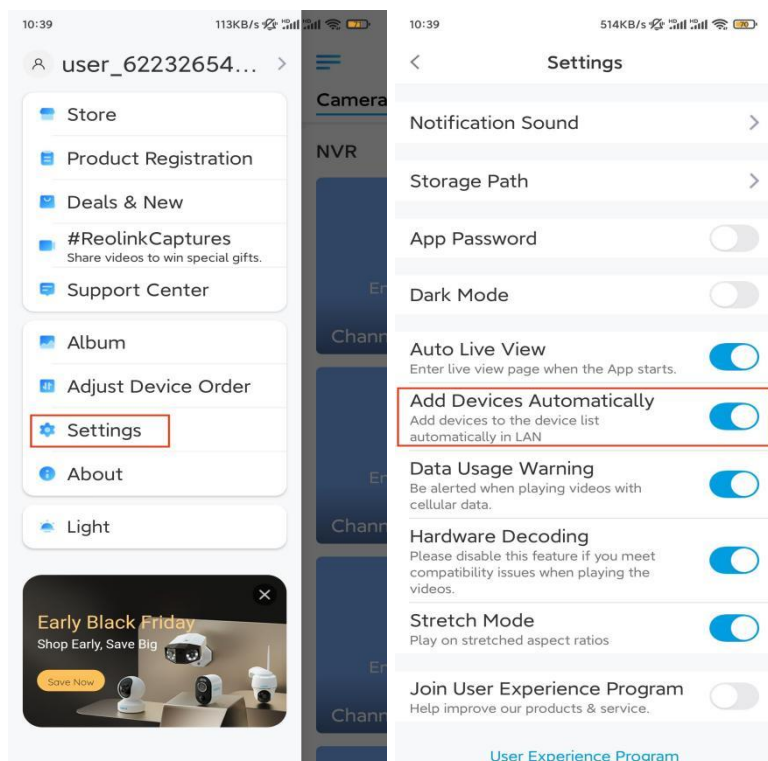 10:39
113KB/s
71
user_62232654...
Store
Product Registration
Deals & New
#ReolinkCaptures
Share videos to win special gifts.
Support Center
Album
Adjust Device Order
Settings
About
Light
Early Black Friday
Shop Early, Save Big
Save Now
Camera
NVR
En
Chann
En
Chann
Er
Chann
10:39
514KB/s
70
Settings
Notification Sound
Storage Path
App Password
Dark Mode
Auto Live View
Enter live view page when the App starts.
Add Devices Automatically
Add devices to the device list
automatically in LAN
Data Usage Warning
Be alerted when playing videos with
cellular data.
Hardware Decoding
Please disable this feature if you meet
compatibility issues when playing the
videos.
Stretch Mode
Play on stretched aspect ratios
Join User Experience Program
Help improve our products & service.
User Experience Program